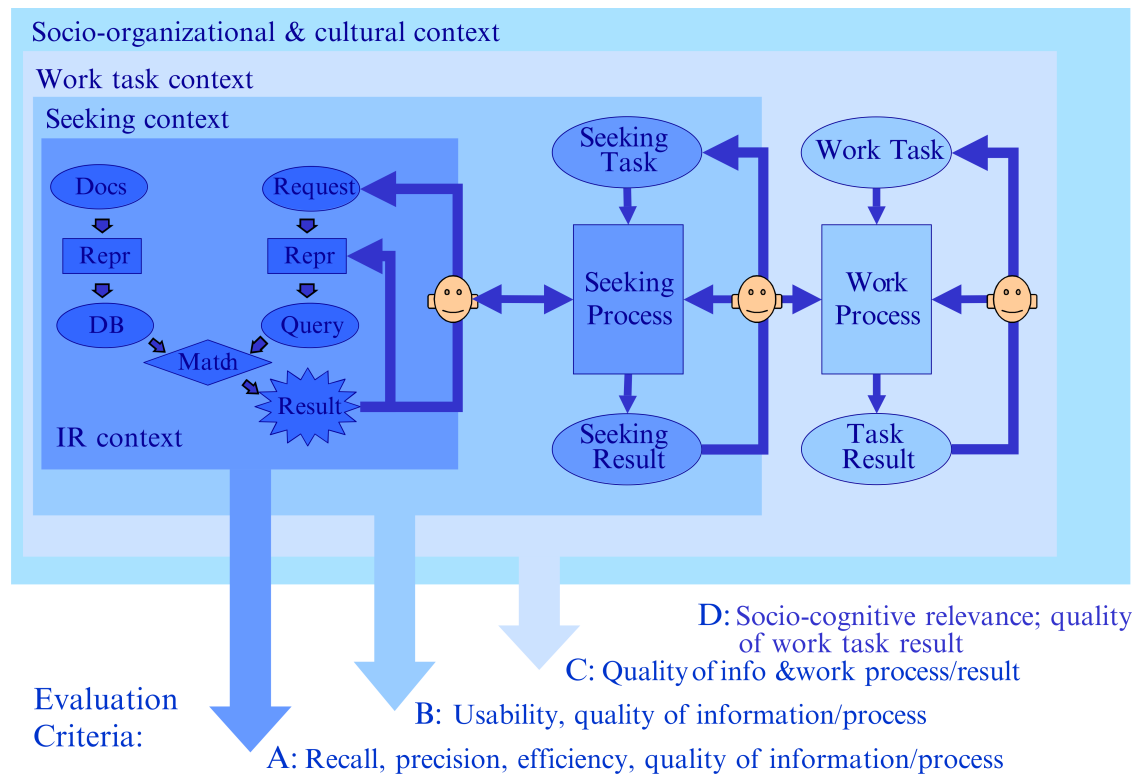 Socio-organizational & cultural context
Work task context
Seeking context
Docs
Repr
DB
Request
Repr
Query
Match
Result
IR context
Seeking
Task
Seeking
Process
Seeking
Result
Work Task
Work
Process
Task
Result
Evaluation
Criteria:
D: Socio-cognitive relevance; quality
of work task result
C: Quality of info &work process/result
B: Usability, quality of information/process
A: Recall, precision, efficiency, quality of information/process